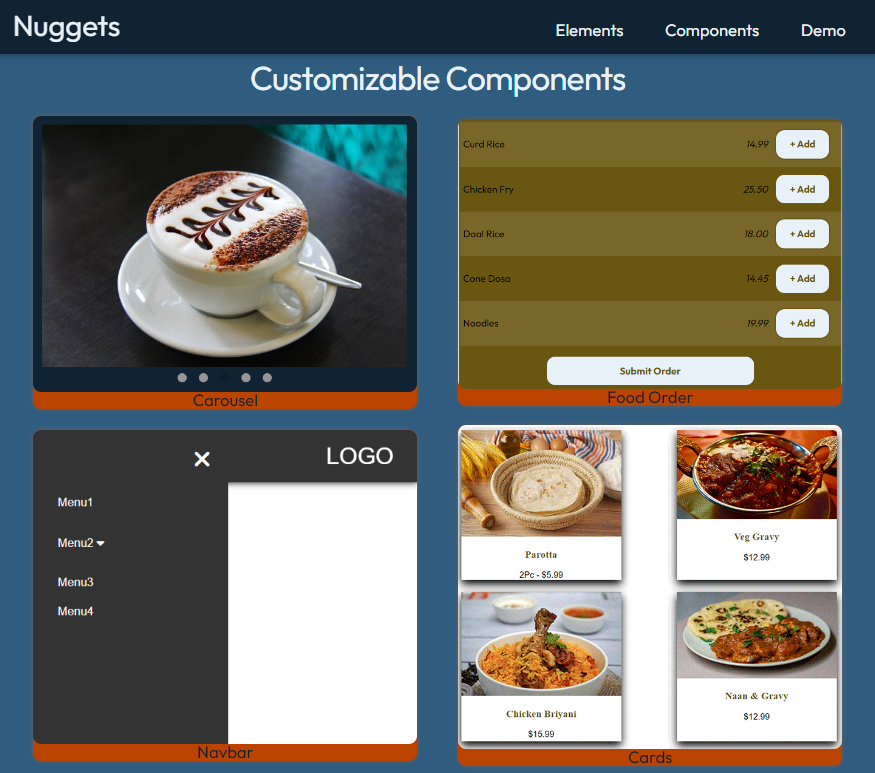 Nuggets
Elements Components Demo
Customizable Components
Carousel
Curd Rice 14.99 + Add
Chicken Fry 25.50 + Add
Daal Rice 18.00 + Add
Cone Dosa 14.45 + Add
Noodles 19.99 + Add
Submit Order
Food Order
LOGO
Menu1
Menu2
Menu3
Menu4
Navbar
Parotta
2Pc - $5.99
Veg Gravy
$12.99
Chicken Briyani
$15.99
Naan & Gravy
$12.99
Cards